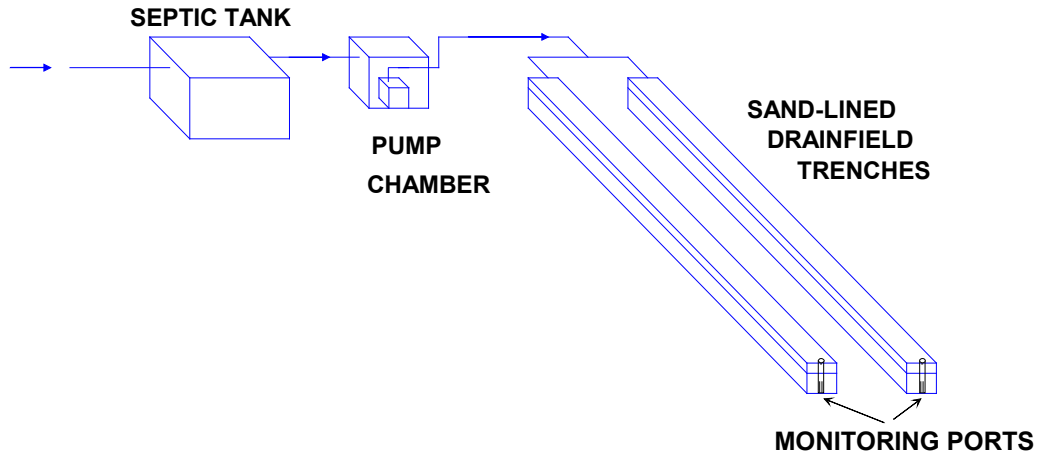 SEPTIC TANK
PUMP
CHAMBER
SAND-LINED
DRAINFIELD
TRENCHES
MONITORING PORTS